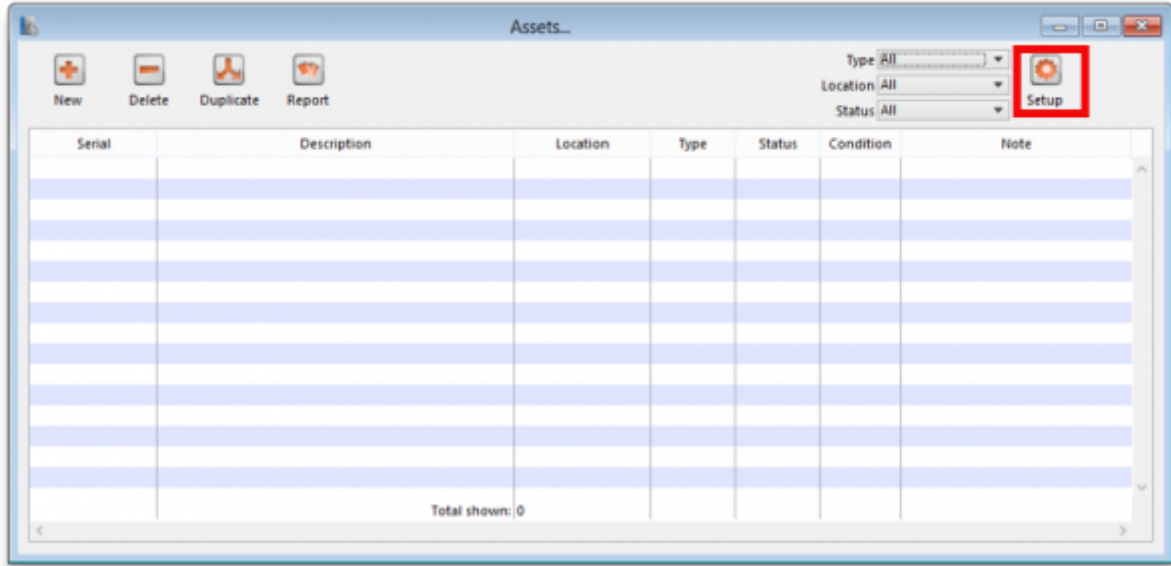 Assets...
New Delete Duplicate Report
Type All
Location All
Status All
Setup
Serial Description Location Type Status Condition Note
Total shown: 0